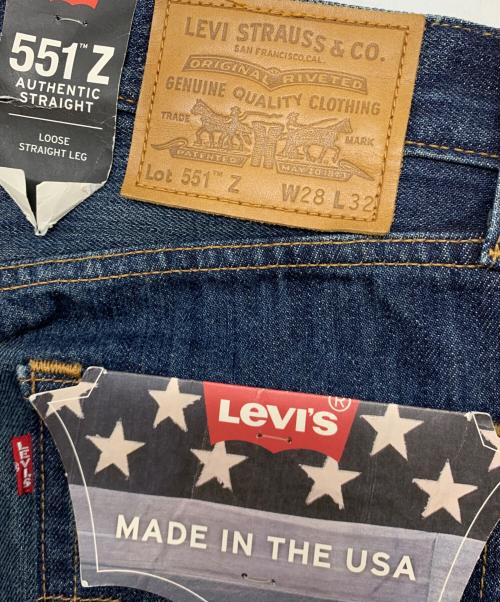 551™ Z
AUTHENTIC
STRAIGHT
LOOSE
STRAIGHT LEG
LEVI STRAUSS & CO.
SAN FRANCISCO, CAL.
ORIGINAL RIVETED
GENUINE QUALITY CLOTHING
TRADE MARK
PATENTED MAY 20 1873
Lot 551™ Z W28 L32
LEVI'S®
LEVI'S
MADE IN THE USA